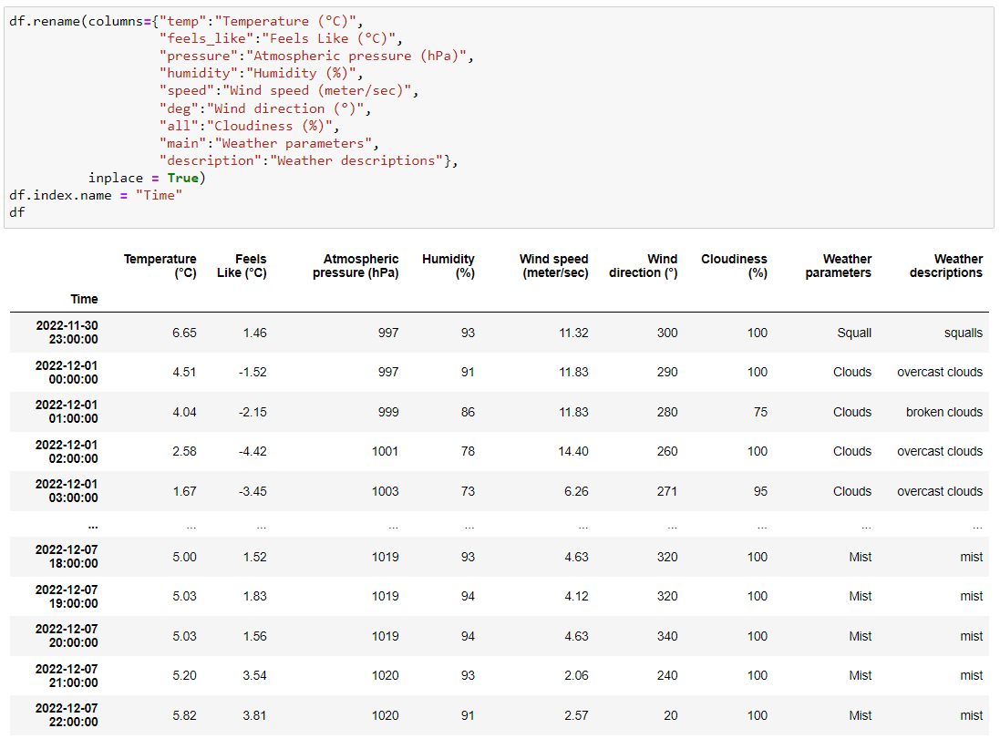 df.rename(columns={"temp":"Temperature (°C)",
"feels_like":"Feels Like (°C)",
"pressure":"Atmospheric pressure (hPa)",
"humidity":"Humidity (%)",
"speed":"Wind speed (meter/sec)",
"deg":"Wind direction (°)",
"all":"Cloudiness (%)",
"main":"Weather parameters",
"description":"Weather descriptions"},
inplace = True)
df.index.name = "Time"
df
Temperature Feels Atmospheric Humidity Wind speed Wind Cloudiness Weather Weather
(°C) Like (°C) pressure (hPa) (%) (meter/sec) direction (°) (%) parameters descriptions
Time
2022-11-30
23:00:00 6.65 1.46 997 93 11.32 300 100 Squall squalls
2022-12-01
00:00:00 4.51 -1.52 997 91 11.83 290 100 Clouds overcast clouds
2022-12-01
01:00:00 4.04 -2.15 999 86 11.83 280 75 Clouds broken clouds
2022-12-01
02:00:00 2.58 -4.42 1001 78 14.40 260 100 Clouds overcast clouds
2022-12-01
03:00:00 1.67 -3.45 1003 73 6.26 271 95 Clouds overcast clouds
... ... ... ... ... ... ... ... ... ...
2022-12-07
18:00:00 5.00 1.52 1019 93 4.63 320 100 Mist mist
2022-12-07
19:00:00 5.03 1.83 1019 94 4.12 320 100 Mist mist
2022-12-07
20:00:00 5.03 1.56 1019 94 4.63 340 100 Mist mist
2022-12-07
21:00:00 5.20 3.54 1020 93 2.06 240 100 Mist mist
2022-12-07
22:00:00 5.82 3.81 1020 91 2.57 20 100 Mist mist